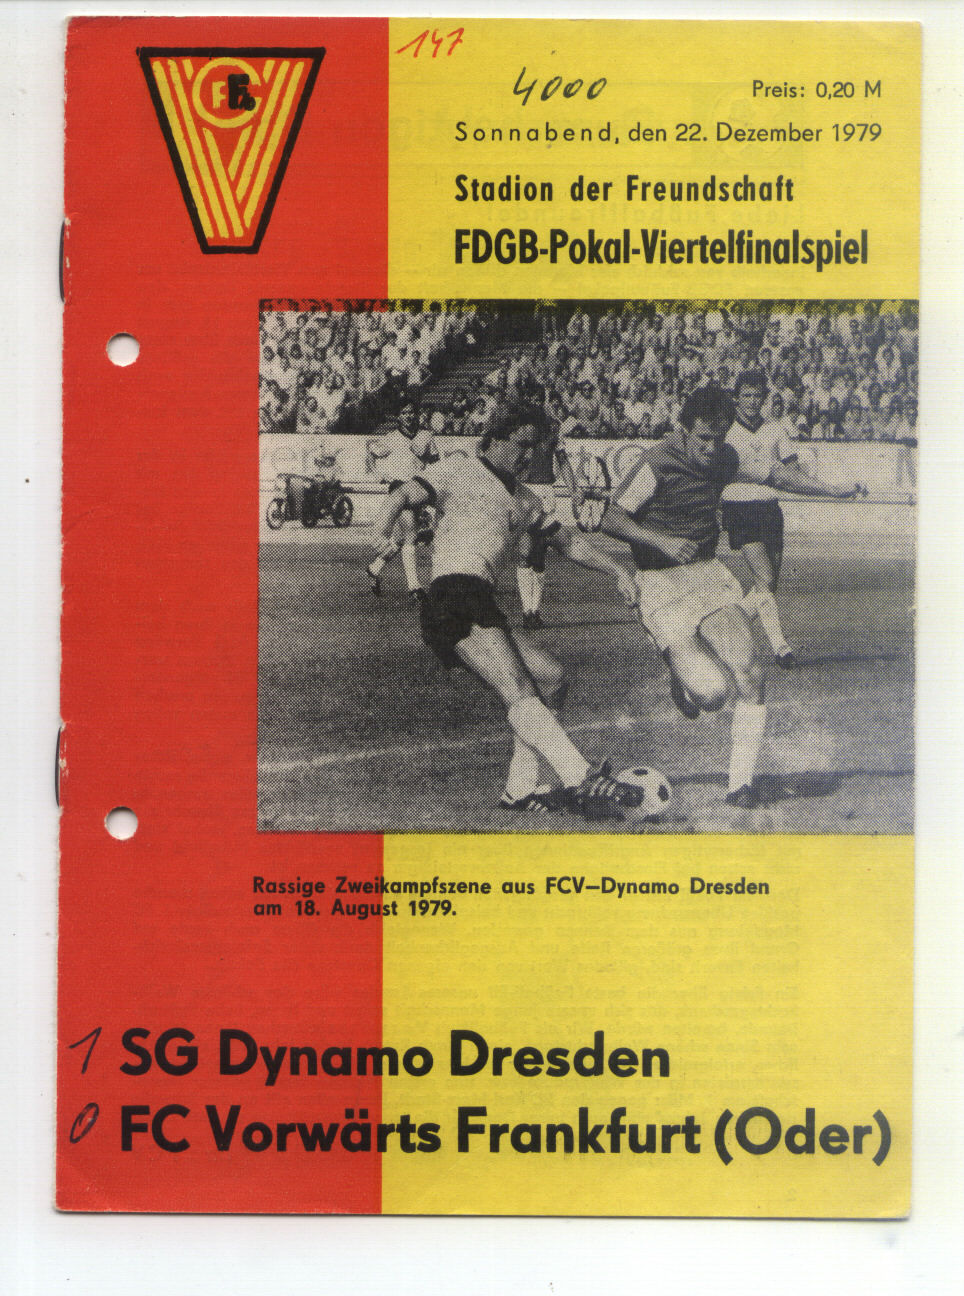 147
4000
Preis: 0,20 M
Sonnabend, den 22. Dezember 1979
Stadion der Freundschaft
FDGB-Pokal-Viertelfinalspiel
Rassige Zweikampfszene aus FCV—Dynamo Dresden
am 18. August 1979.
1 SG Dynamo Dresden
0 FC Vorwärts Frankfurt (Oder)